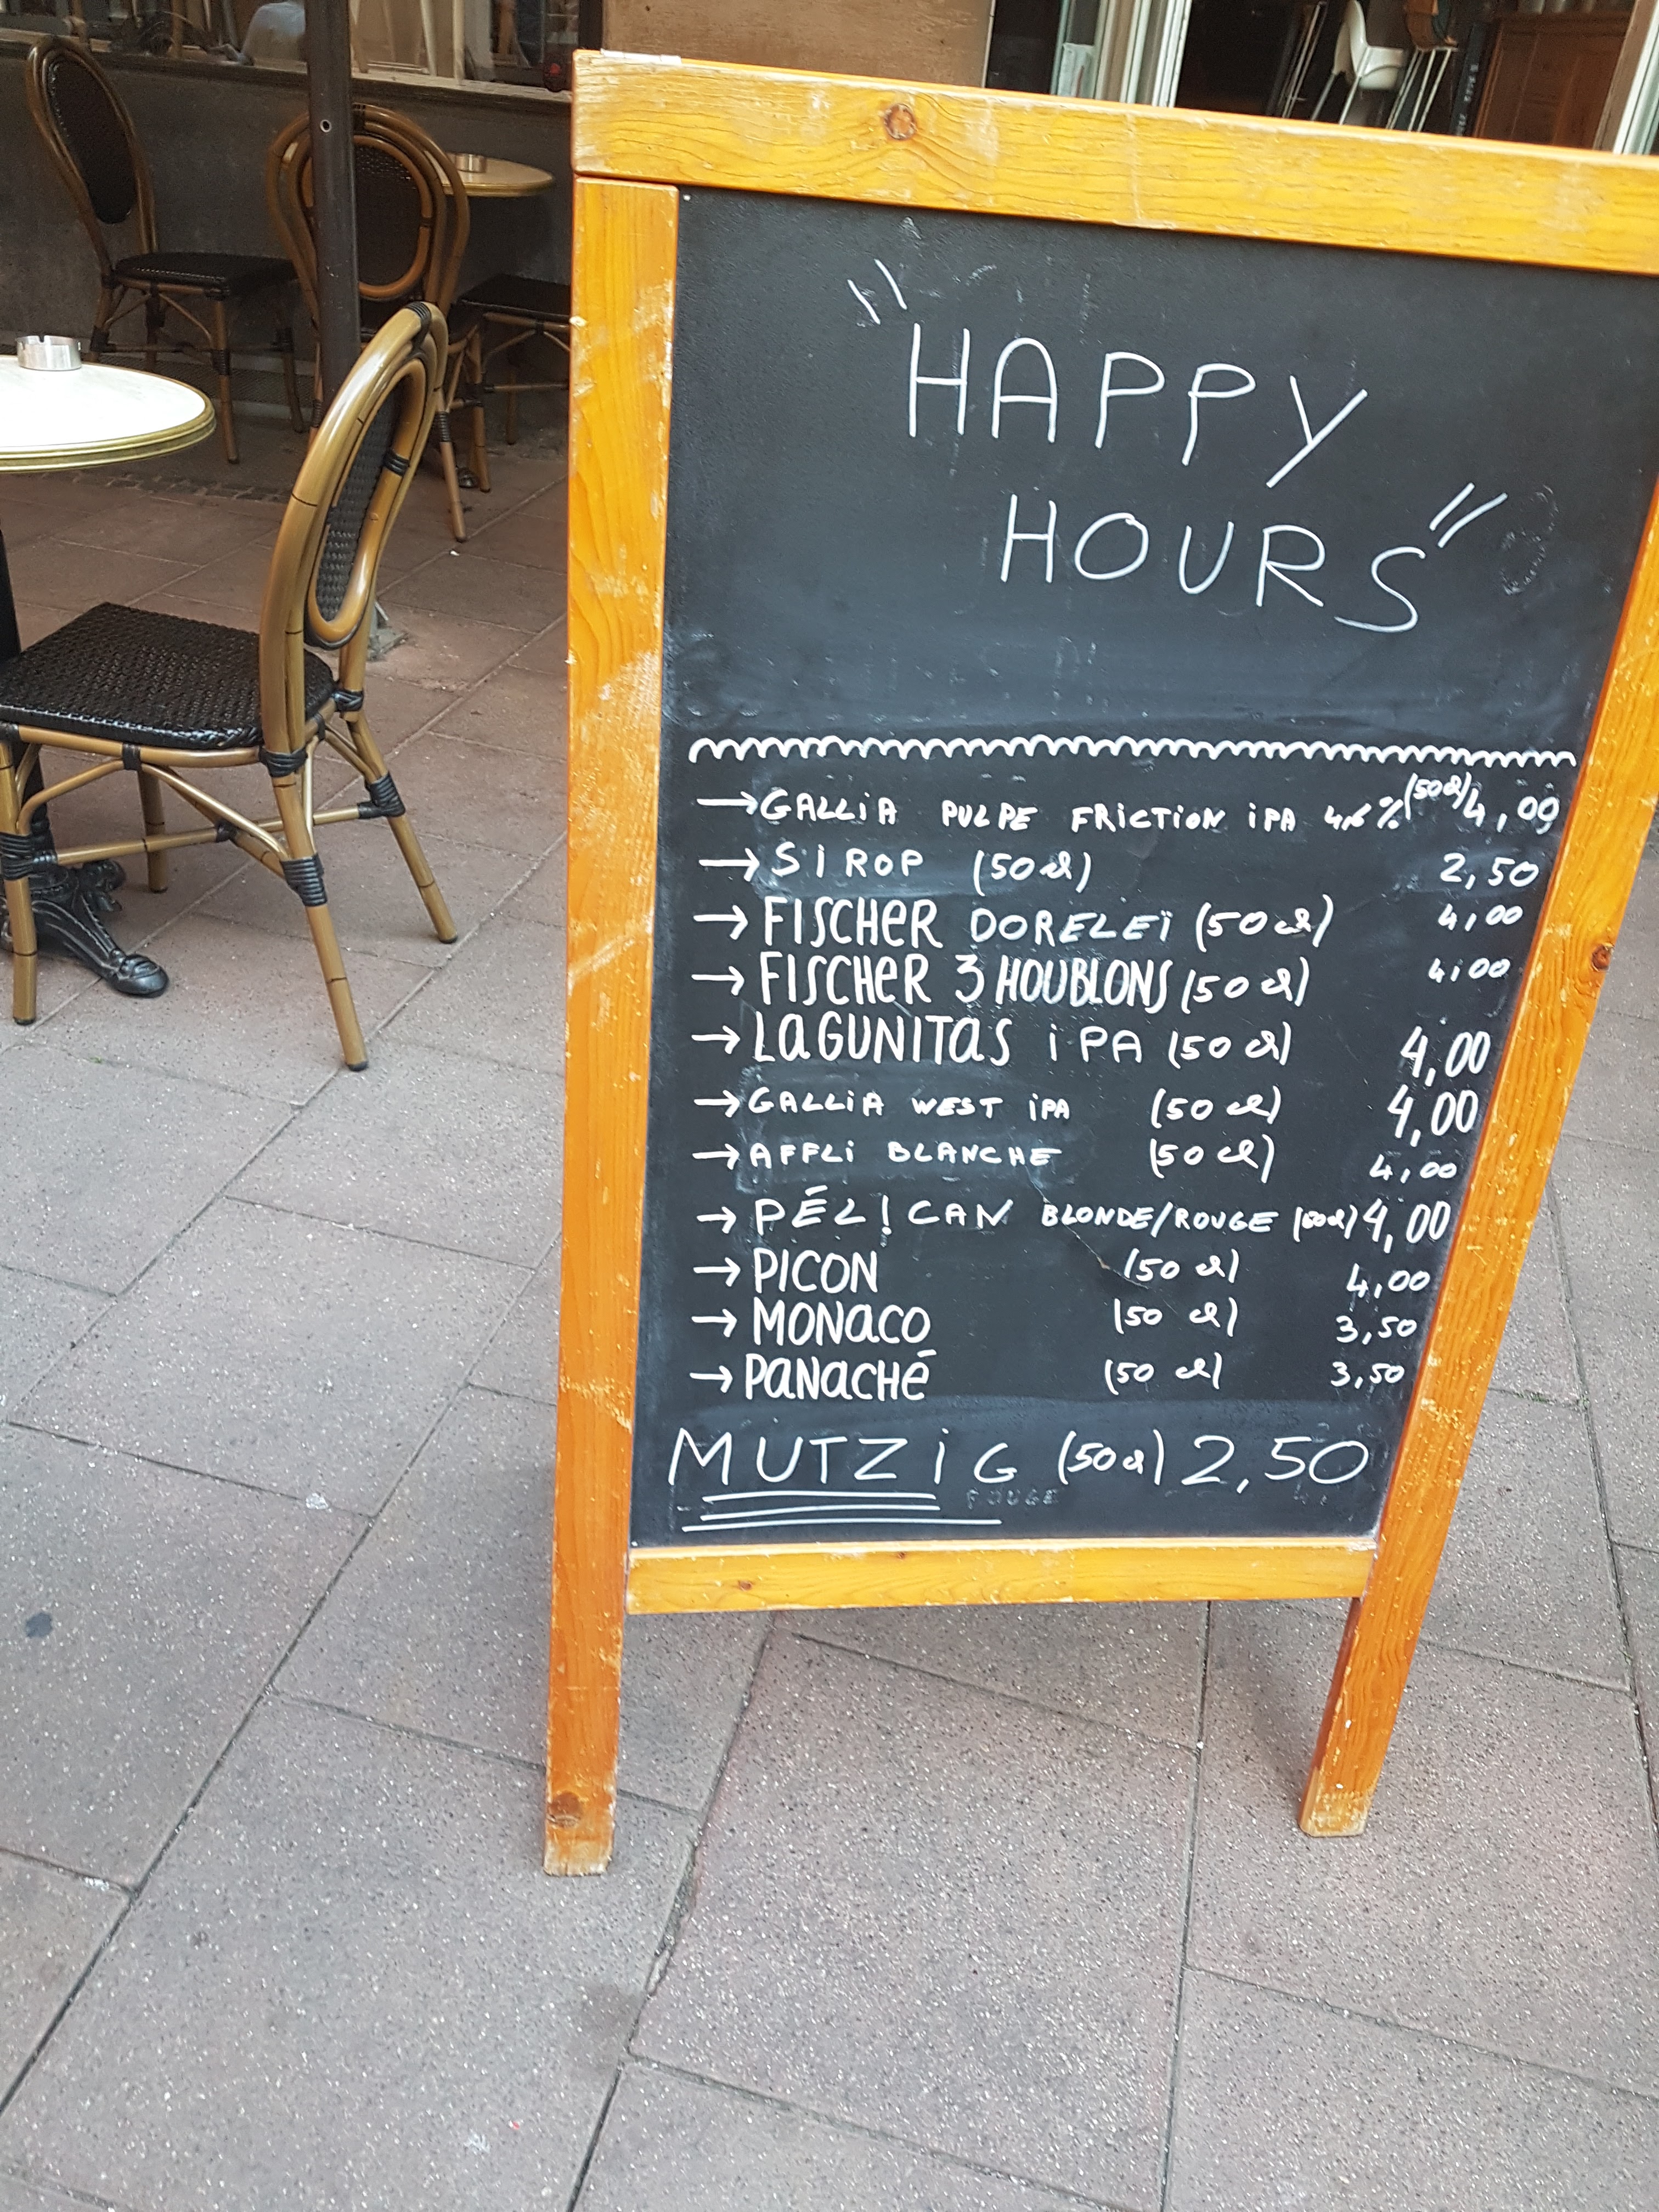 "HAPPY
HOURS"
→ GALLIA PULPE FRICTION iPA % (50cl) 4,00
→ SIROP (50cl) 2,50
→ FISCHER DORELEI (50cl) 4,00
→ FISCHER 3 HOUBLONS (50cl) 4,00
→ LAGUNITAS iPA (50cl) 4,00
→ GALLIA WEST iPA (50cl) 4,00
→ AFFLI BLANCHE (50cl) 4,00
→ PÉL!CAN BLONDE/ROUGE (50cl) 4,00
→ PICON (50cl) 4,00
→ MONACO (50cl) 3,50
→ PANACHÉ (50cl) 3,50
MUTZiG (50cl) 2,50
ROUGE